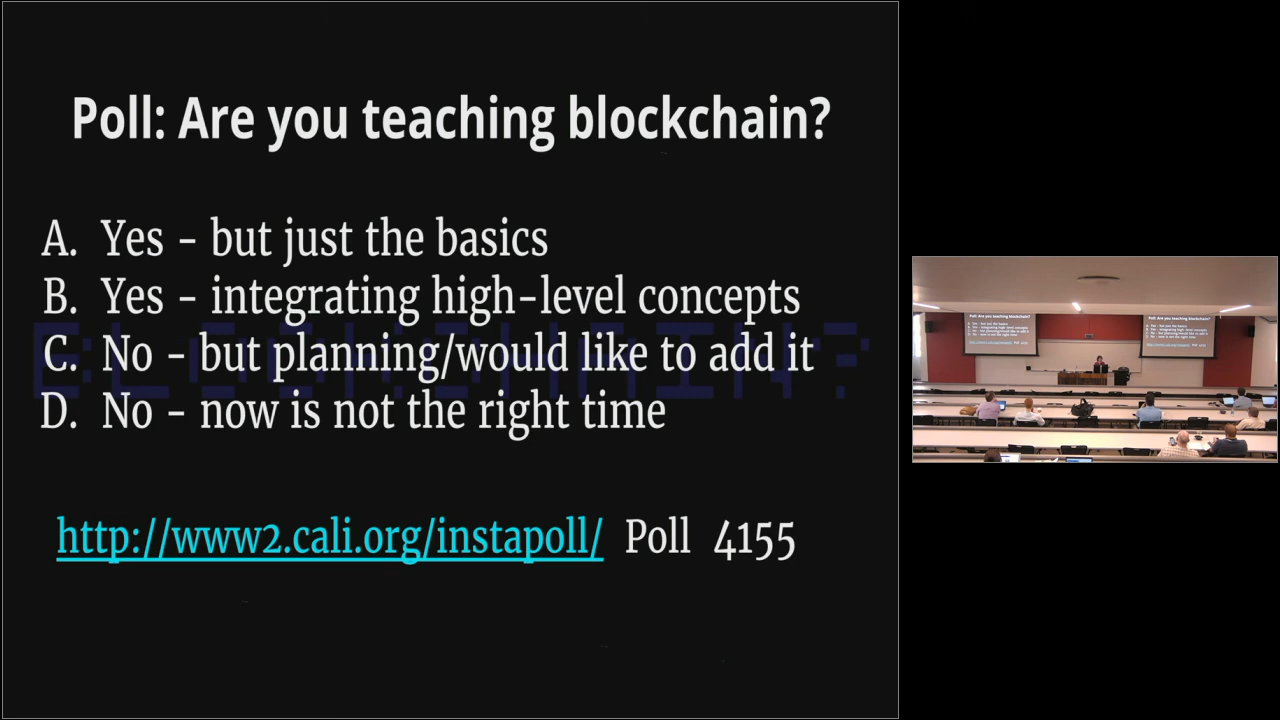 Poll: Are you teaching blockchain?
A. Yes - but just the basics
B. Yes - integrating high-level concepts
C. No - but planning/would like to add it
D. No - now is not the right time
http://www2.cali.org/instapoll/ Poll 4155